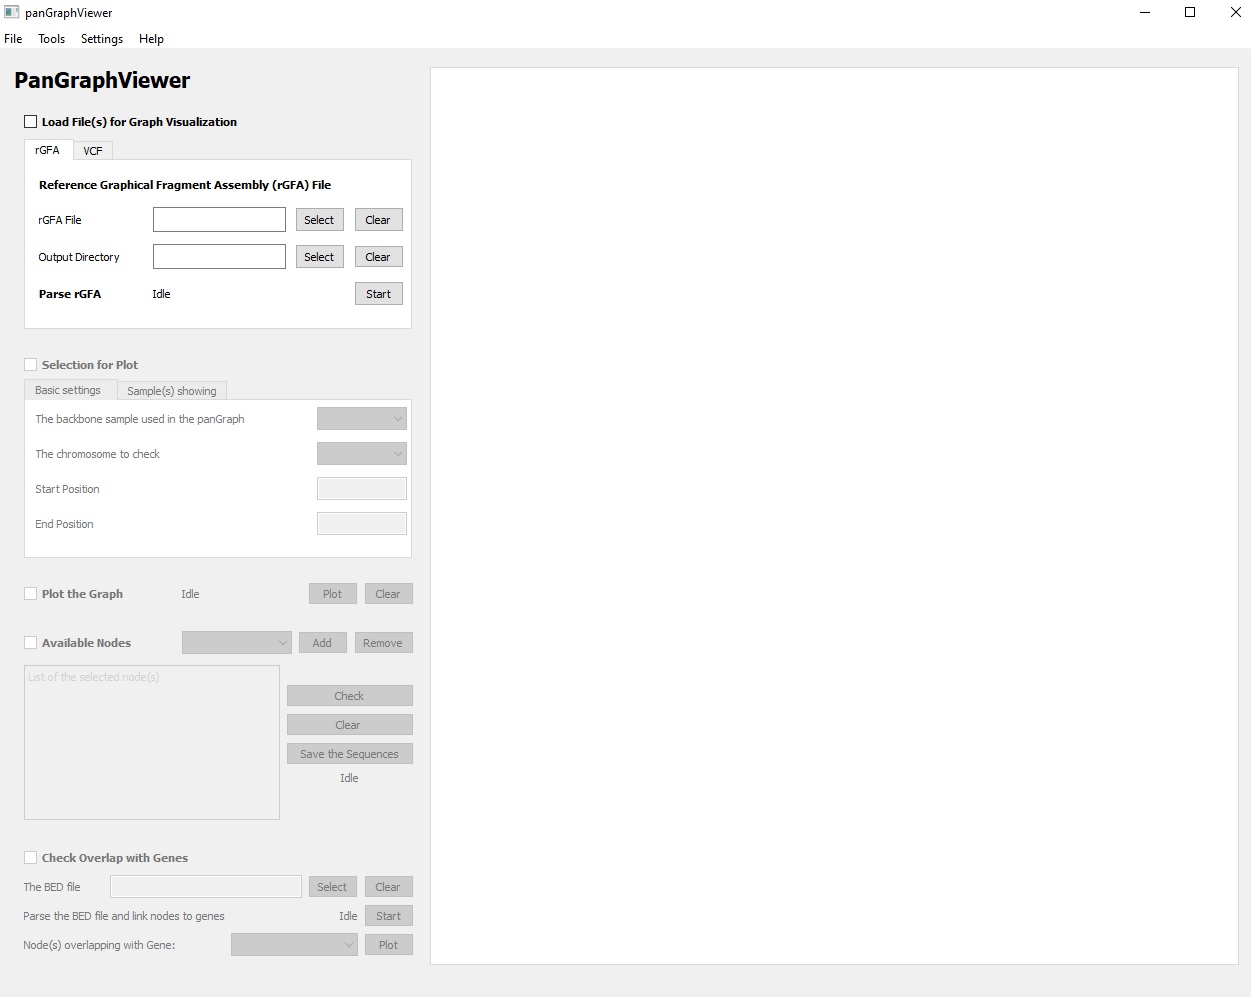 panGraphViewer
File Tools Settings Help
PanGraphViewer
Load File(s) for Graph Visualization
rGFA VCF
Reference Graphical Fragment Assembly (rGFA) File
rGFA File Select Clear
Output Directory Select Clear
Parse rGFA Idle Start
Selection for Plot
Basic settings Sample(s) showing
The backbone sample used in the panGraph
The chromosome to check
Start Position
End Position
Plot the Graph Idle Plot Clear
Available Nodes Add Remove
List of the selected node(s)
Check
Clear
Save the Sequences
Idle
Check Overlap with Genes
The BED file Select Clear
Parse the BED file and link nodes to genes Idle Start
Node(s) overlapping with Gene: Plot